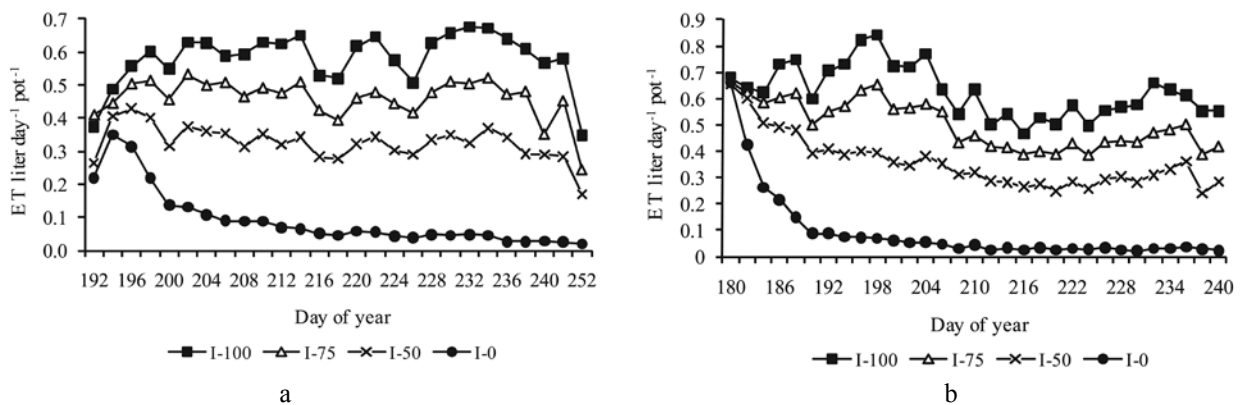 0.7
0.6
0.5
0.4
0.3
0.2
0.1
0.0
ET liter day⁻¹ pot⁻¹
192 196 200 204 208 212 216 220 224 228 232 236 240 252
Day of year
I-100 I-75 I-50 I-0
a
0.9
0.8
0.7
0.6
0.5
0.4
0.3
0.2
0.1
0
ET liter day⁻¹ pot⁻¹
180 186 192 198 204 210 216 222 228 234 240
Day of year
I-100 I-75 I-50 I-0
b